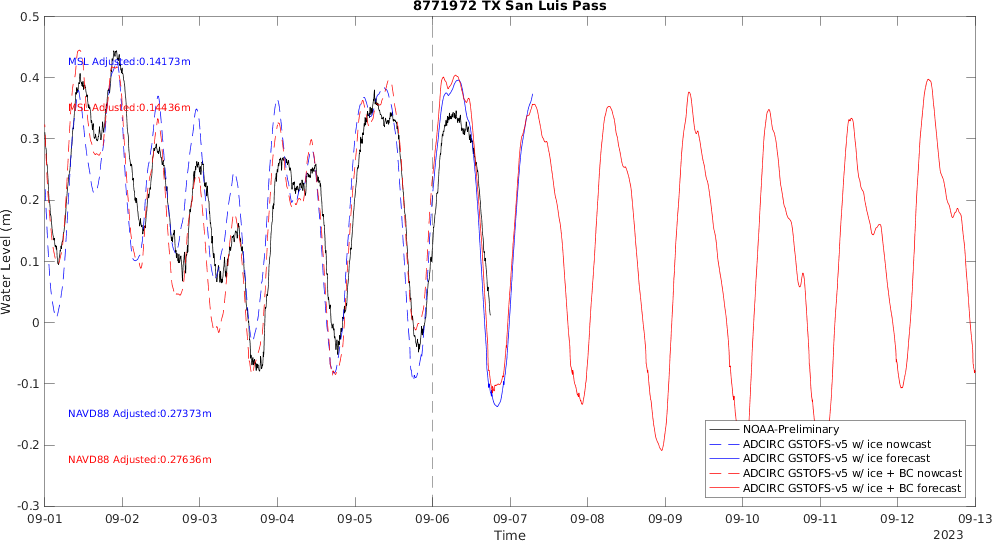 8771972 TX San Luis Pass
0.5
0.4
0.3
0.2
0.1
0
-0.1
-0.2
-0.3
Water Level (m)
MSL Adjusted:0.14173m
MSL Adjusted:0.14436m
NAVD88 Adjusted:0.27373m
NAVD88 Adjusted:0.27636m
NOAA-Preliminary
ADCIRC GSTOFS-v5 w/ ice nowcast
ADCIRC GSTOFS-v5 w/ ice forecast
ADCIRC GSTOFS-v5 w/ ice + BC nowcast
ADCIRC GSTOFS-v5 w/ ice + BC forecast
09-01 09-02 09-03 09-04 09-05 09-06 09-07 09-08 09-09 09-10 09-11 09-12 09-13
Time
2023